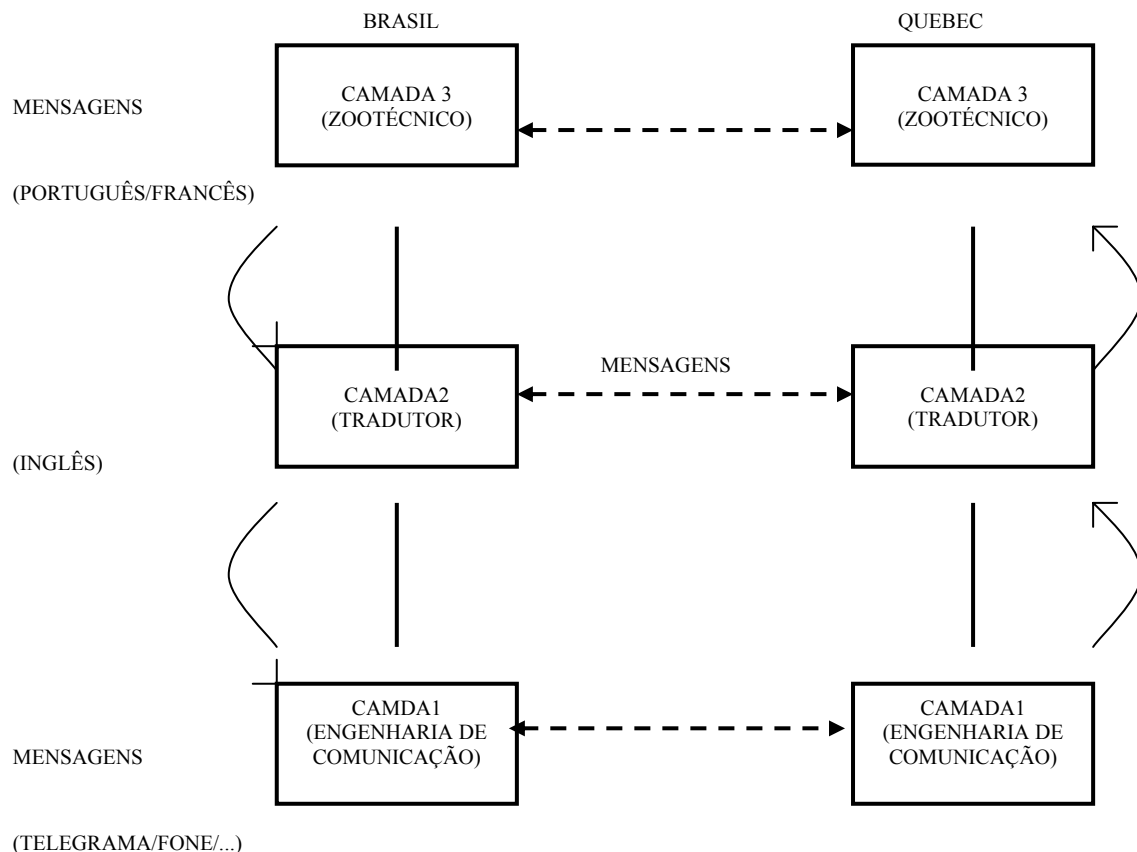 BRASIL
QUEBEC
CAMADA 3
(ZOOTÉCNICO)
CAMADA 3
(ZOOTÉCNICO)
MENSAGENS
(PORTUGUÊS/FRANCÊS)
MENSAGENS
CAMADA2
(TRADUTOR)
CAMADA2
(TRADUTOR)
(INGLÊS)
CAMDA1
(ENGENHARIA DE
COMUNICAÇÃO)
CAMADA1
(ENGENHARIA DE
COMUNICAÇÃO)
MENSAGENS
(TELEGRAMA/FONE/...)